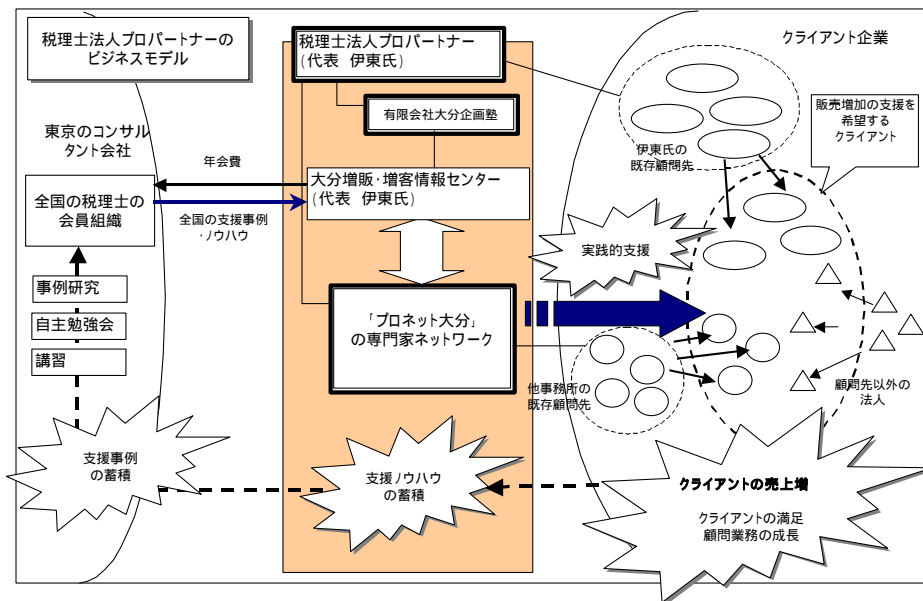 税理士法人プロパートナーの
ビジネスモデル
税理士法人プロパートナー
(代表 伊東氏)
有限会社大分企画塾
クライアント企業
販売増加の支援を
希望する
クライアント
東京のコンサル
タント会社
年会費
大分増販・増客情報センター
(代表 伊東氏)
全国の税理士の
会員組織
全国の支援事例
・ノウハウ
伊東氏の
既存顧問先
実践的支援
事例研究
自主勉強会
講習
「プロネット大分」
の専門家ネットワーク
他事務所の
既存顧問先
顧問先以外の
法人
支援事例
の蓄積
支援ノウハウ
の蓄積
クライアントの売上増
クライアントの満足
顧問業務の成長